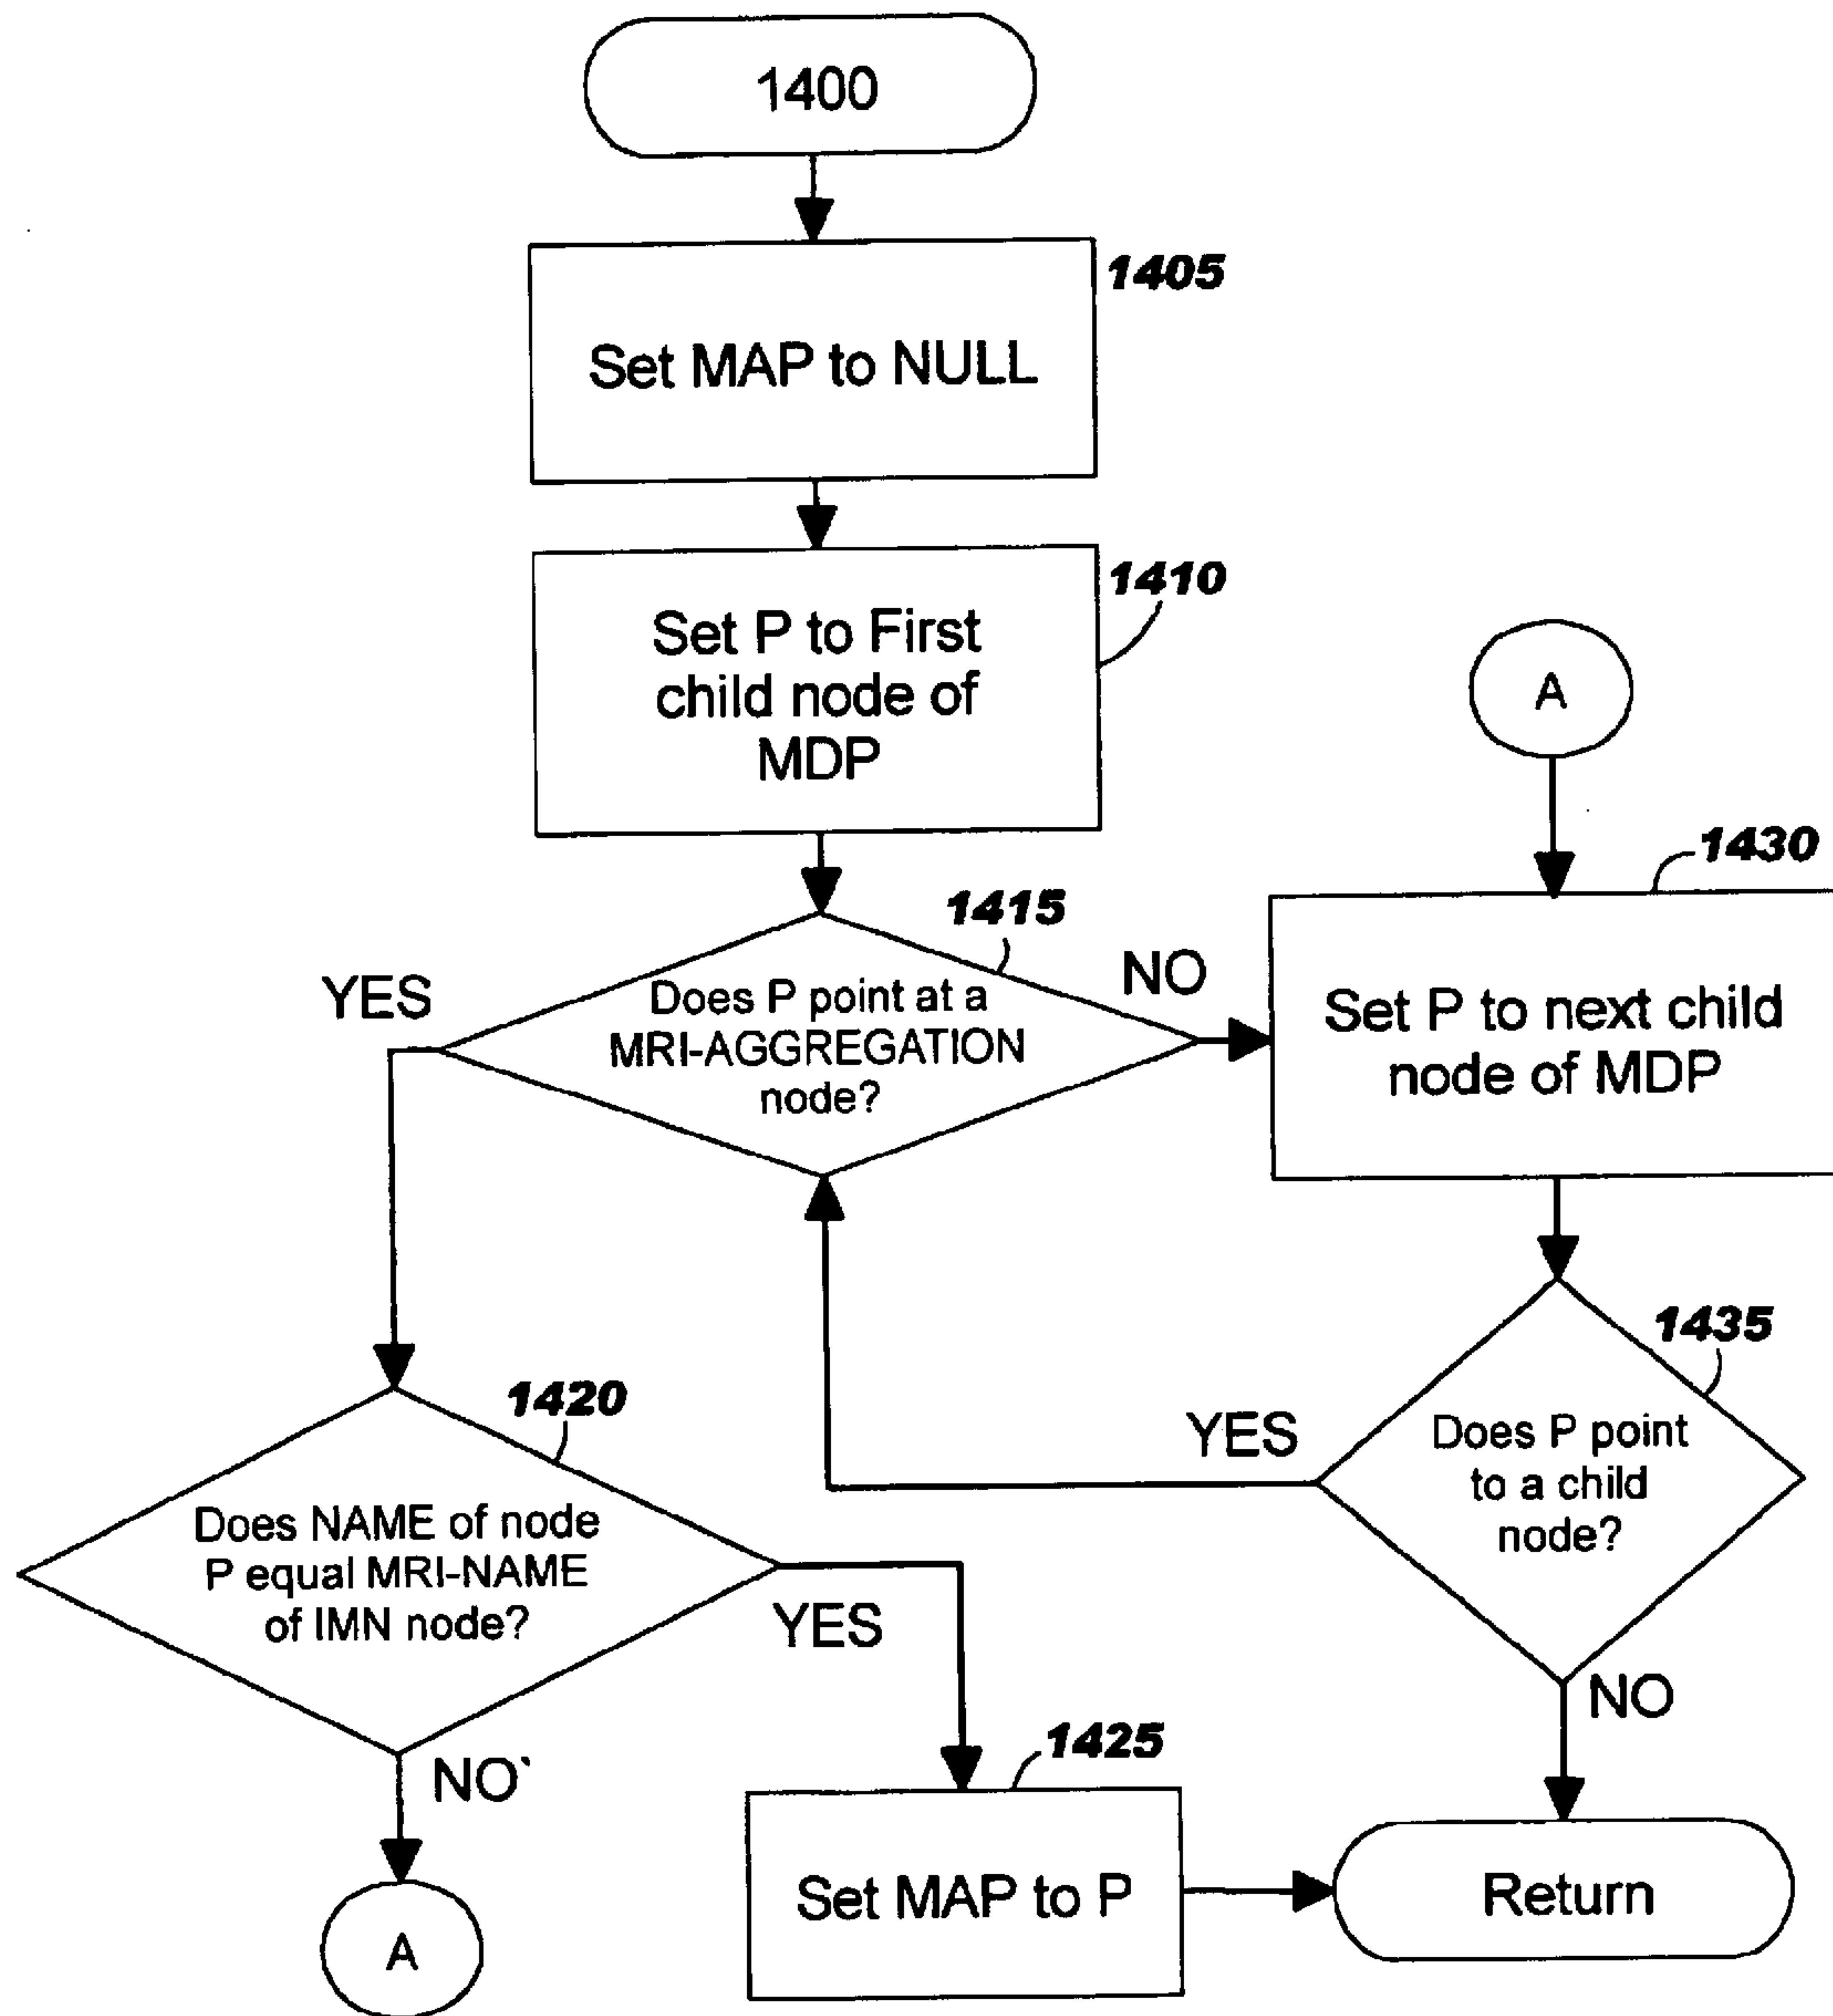 1400
1405
Set MAP to NULL
1410
Set P to First
child node of
MDP
A
1430
Set P to next child
node of MDP
1415
YES
NO
Does P point at a
MRI-AGGREGATION
node?
1435
Does P point
to a child
node?
YES
NO
1420
Does NAME of node
P equal MRI-NAME
of IMN node?
YES
NO
1425
Set MAP to P
Return
A